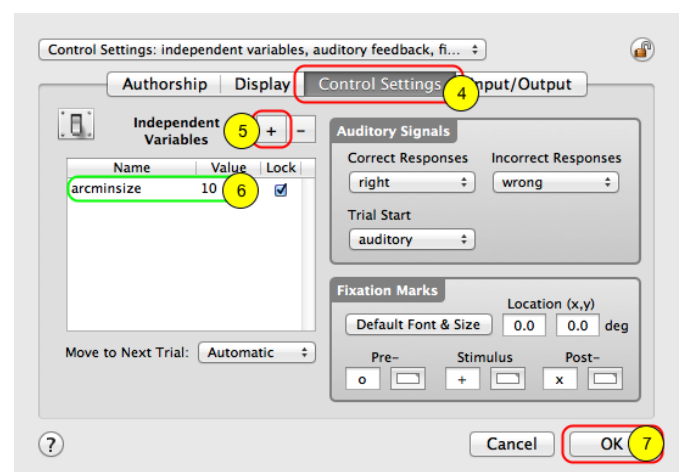 Control Settings: independent variables, auditory feedback, fi...
Authorship Display Control Settings Input/Output
4
Independent
Variables
5 + -
Name Value Lock
arcminsize 10
6
Auditory Signals
Correct Responses Incorrect Responses
right wrong
Trial Start
auditory
Fixation Marks
Location (x,y)
Default Font & Size 0.0 0.0 deg
Pre- Stimulus Post-
o + x
Move to Next Trial: Automatic
? Cancel OK 7